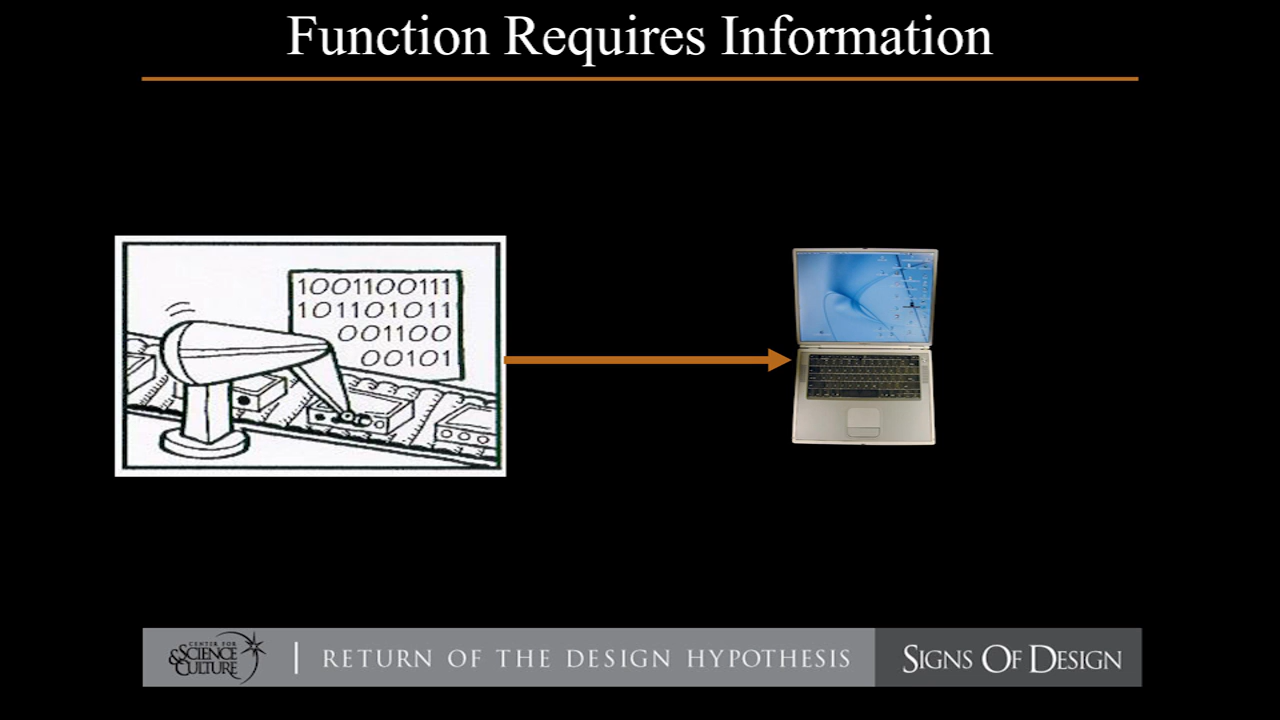 Function Requires Information
1001100111
101101011
001100
00101
CENTER FOR
SCIENCE
& CULTURE
RETURN OF THE DESIGN HYPOTHESIS
SIGNS OF DESIGN